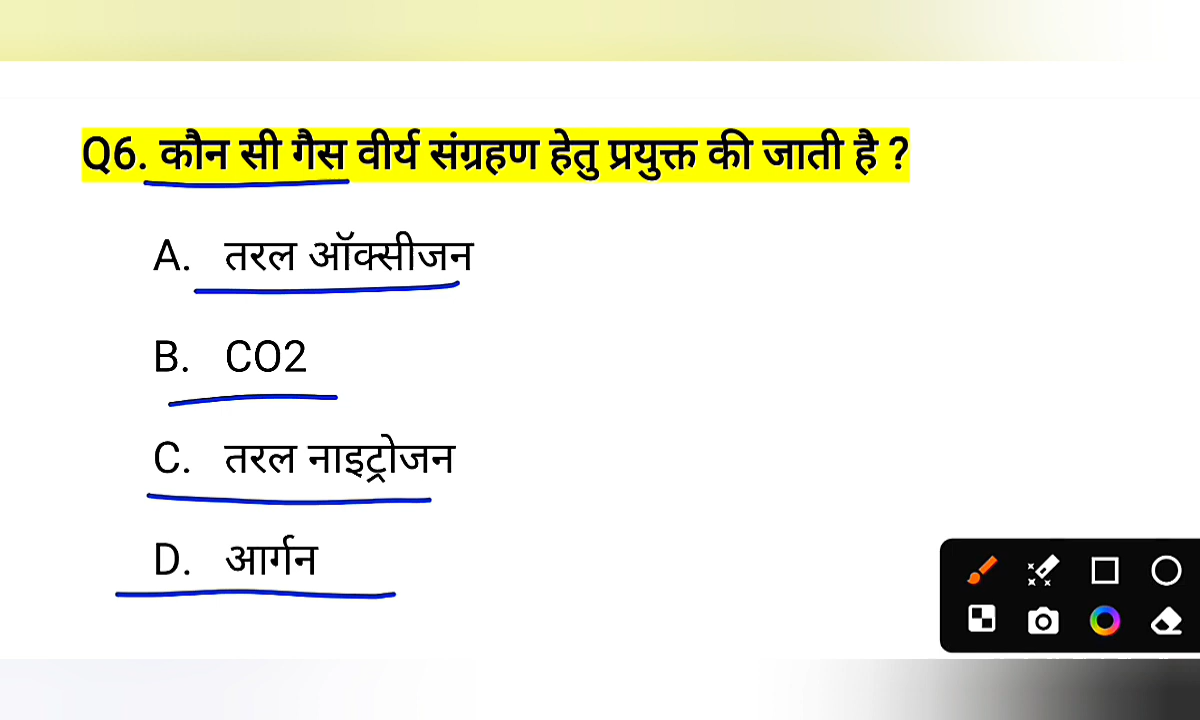 Q6. कौन सी गैस वीर्य संग्रहण हेतु प्रयुक्त की जाती है ?
A. तरल ऑक्सीजन
B. CO2
C. तरल नाइट्रोजन
D. आर्गन